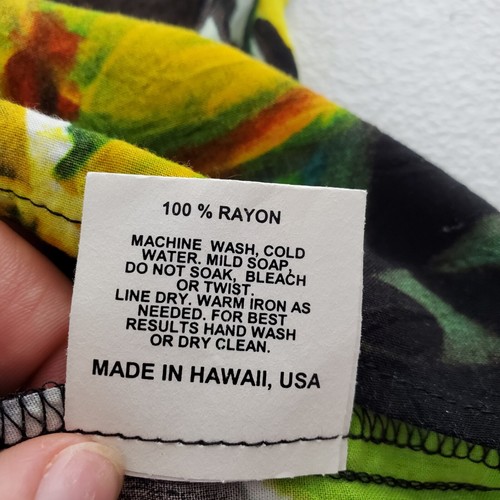 100 % RAYON
MACHINE WASH, COLD
WATER. MILD SOAP,
DO NOT SOAK, BLEACH
OR TWIST.
LINE DRY. WARM IRON AS
NEEDED. FOR BEST
RESULTS HAND WASH
OR DRY CLEAN.
MADE IN HAWAII, USA